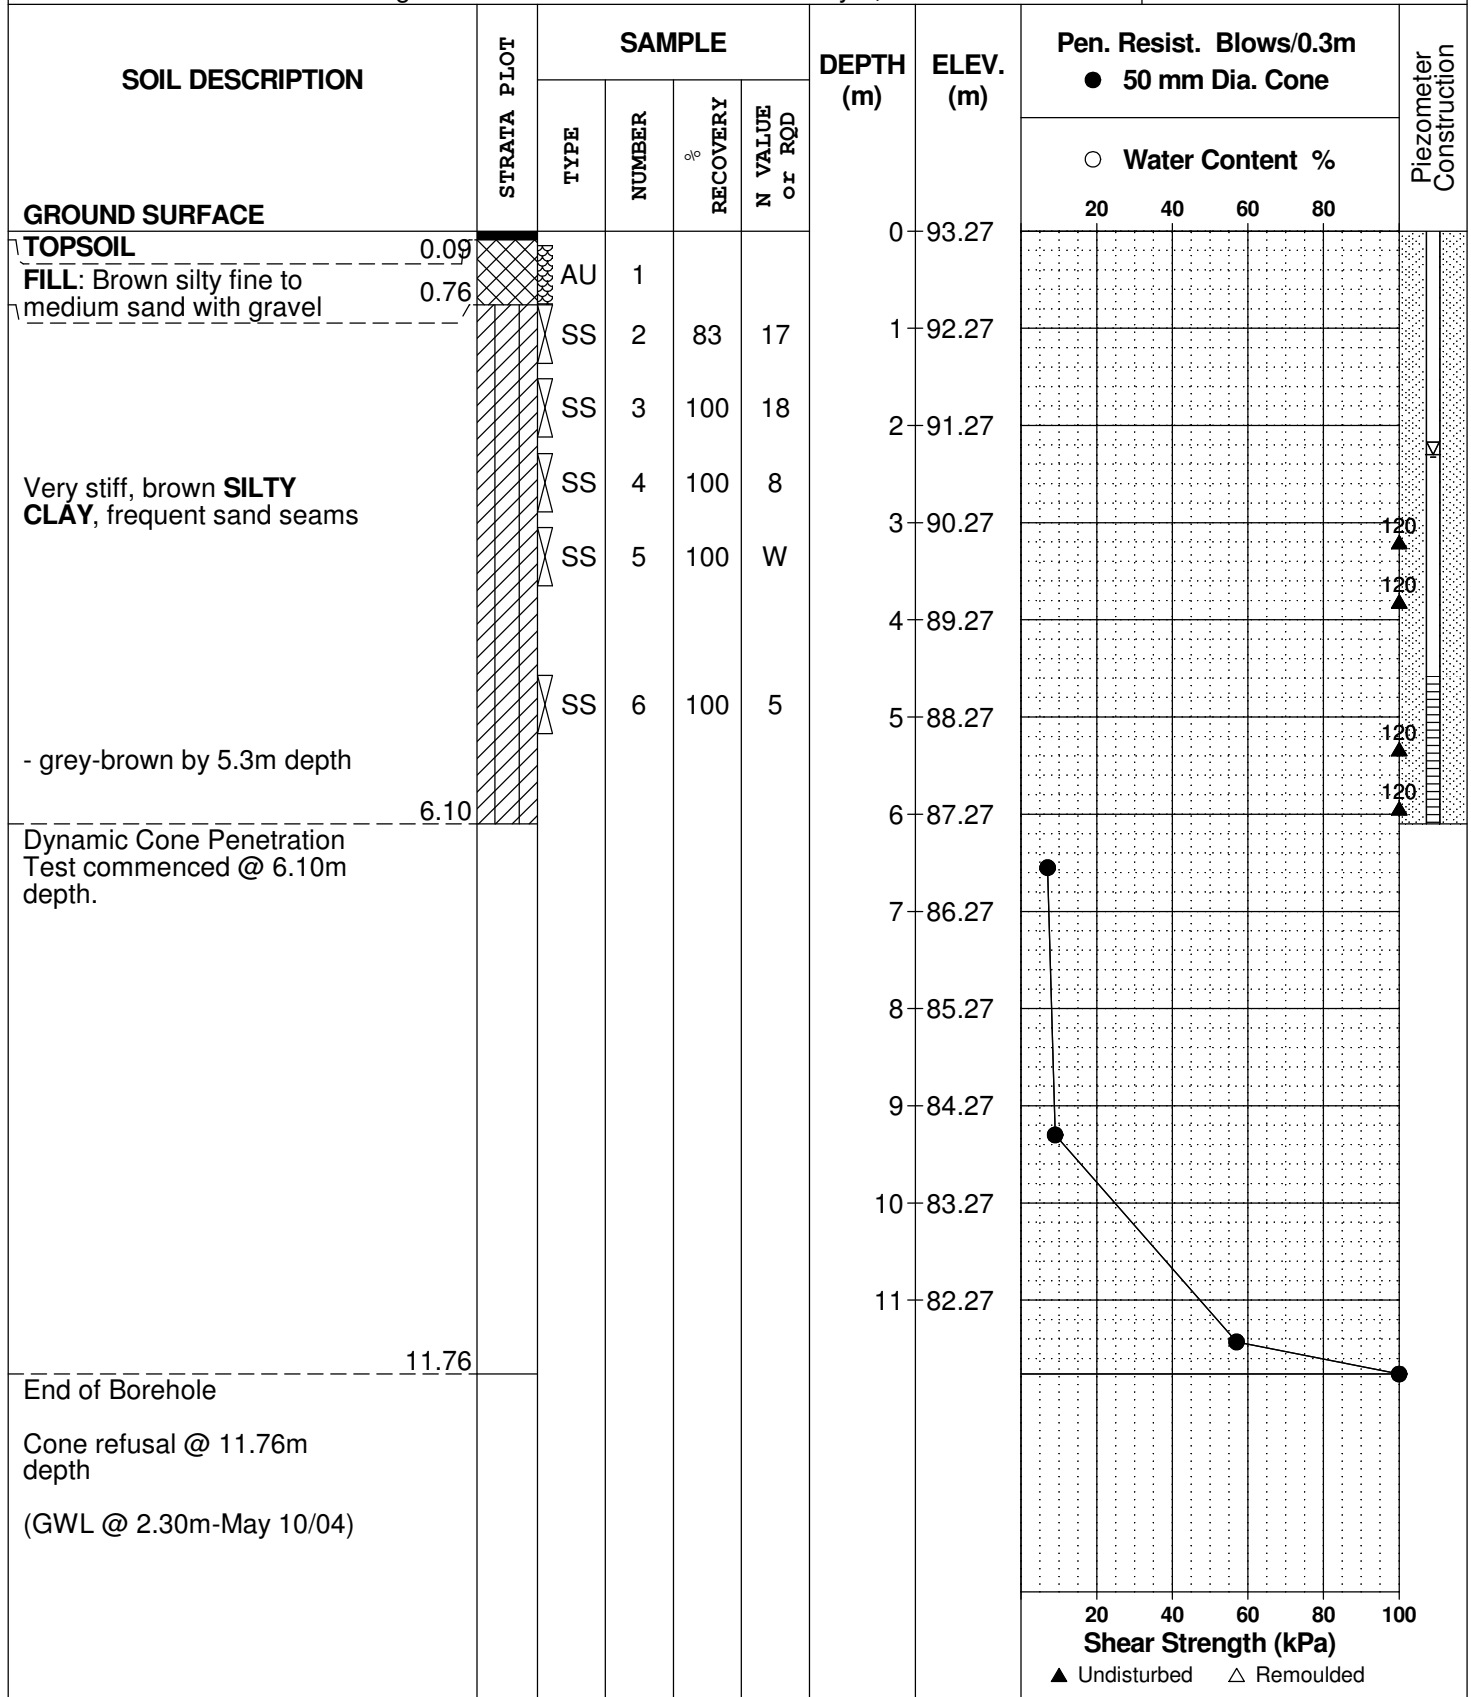 SOIL DESCRIPTION
GROUND SURFACE
STRATA PLOT
SAMPLE
TYPE
NUMBER
% RECOVERY
N VALUE or RQD
DEPTH (m)
ELEV. (m)
Pen. Resist. Blows/0.3m
● 50 mm Dia. Cone
○ Water Content %
20 40 60 80
Piezometer Construction
TOPSOIL 0.09
FILL: Brown silty fine to
medium sand with gravel 0.76
Very stiff, brown SILTY
CLAY, frequent sand seams
- grey-brown by 5.3m depth
6.10
Dynamic Cone Penetration
Test commenced @ 6.10m
depth.
11.76
End of Borehole
Cone refusal @ 11.76m
depth
(GWL @ 2.30m-May 10/04)
AU 1
SS 2 83 17
SS 3 100 18
SS 4 100 8
SS 5 100 W
SS 6 100 5
0 93.27
1 92.27
2 91.27
3 90.27
4 89.27
5 88.27
6 87.27
7 86.27
8 85.27
9 84.27
10 83.27
11 82.27
120
120
120
120
20 40 60 80 100
Shear Strength (kPa)
▲ Undisturbed △ Remoulded